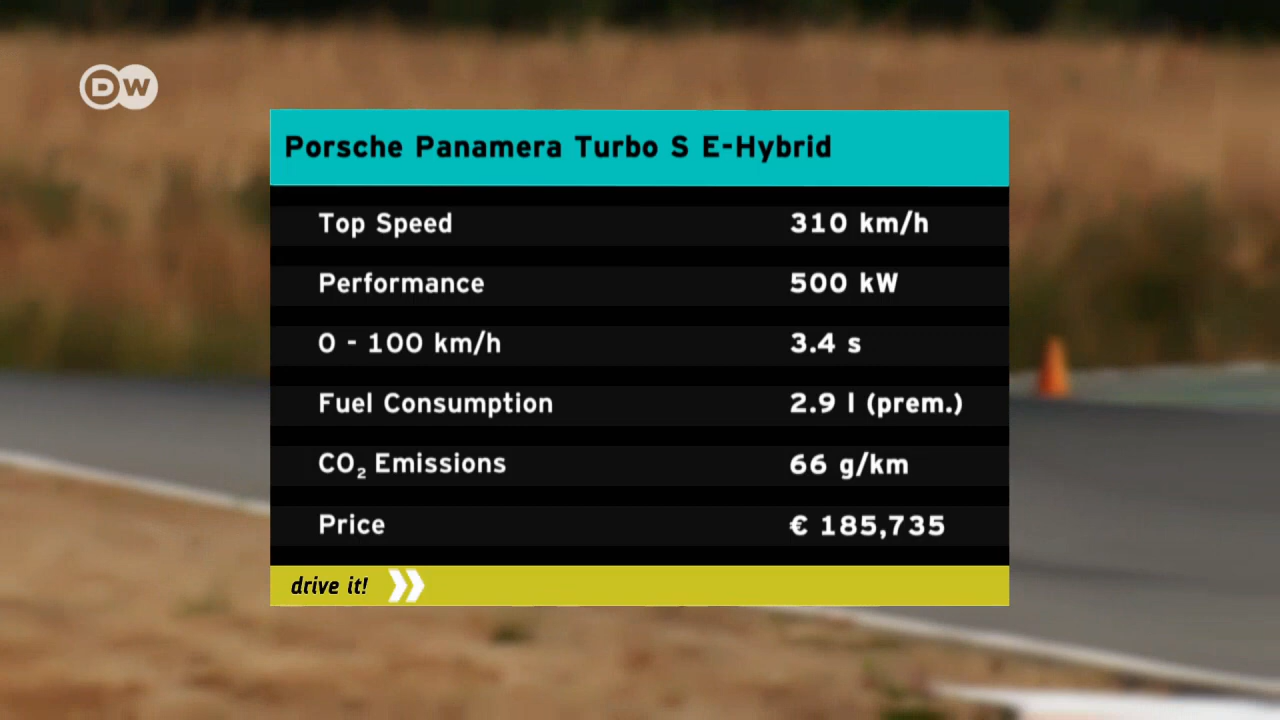 DW
Porsche Panamera Turbo S E-Hybrid
Top Speed 310 km/h
Performance 500 kW
0 - 100 km/h 3.4 s
Fuel Consumption 2.9 l (prem.)
CO₂ Emissions 66 g/km
Price € 185,735
drive it!